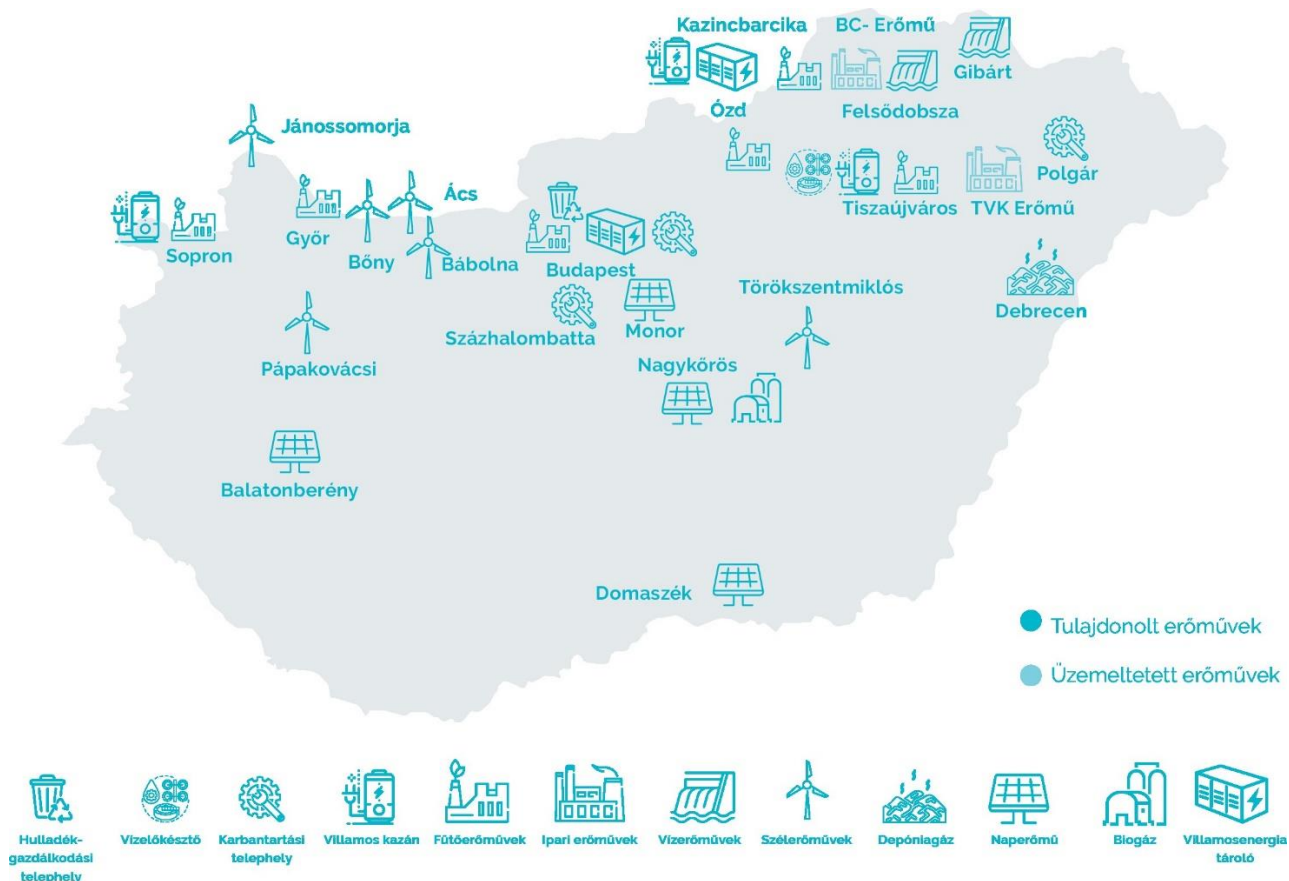 Kazincbarcika
BC- Erőmű
Gibárt
Ózd
Felsődobsza
Jánossomorja
Polgár
Ács
Tiszaújváros
TVK Erőmű
Sopron
Győr
Bőny
Bábolna
Budapest
Törökszentmiklós
Debrecen
Százhalombatta
Monor
Pápakovácsi
Nagykőrös
Balatonberény
Domaszék
Tulajdonolt erőművek
Üzemeltetett erőművek
Hulladék-
gazdálkodási
telephely
Vízelőkésztő
Karbantartási
telephely
Villamos kazán
Fűtőerőművek
Ipari erőművek
Vízerőművek
Szélerőművek
Depóniagáz
Naperőmű
Biogáz
Villamosenergia
tároló